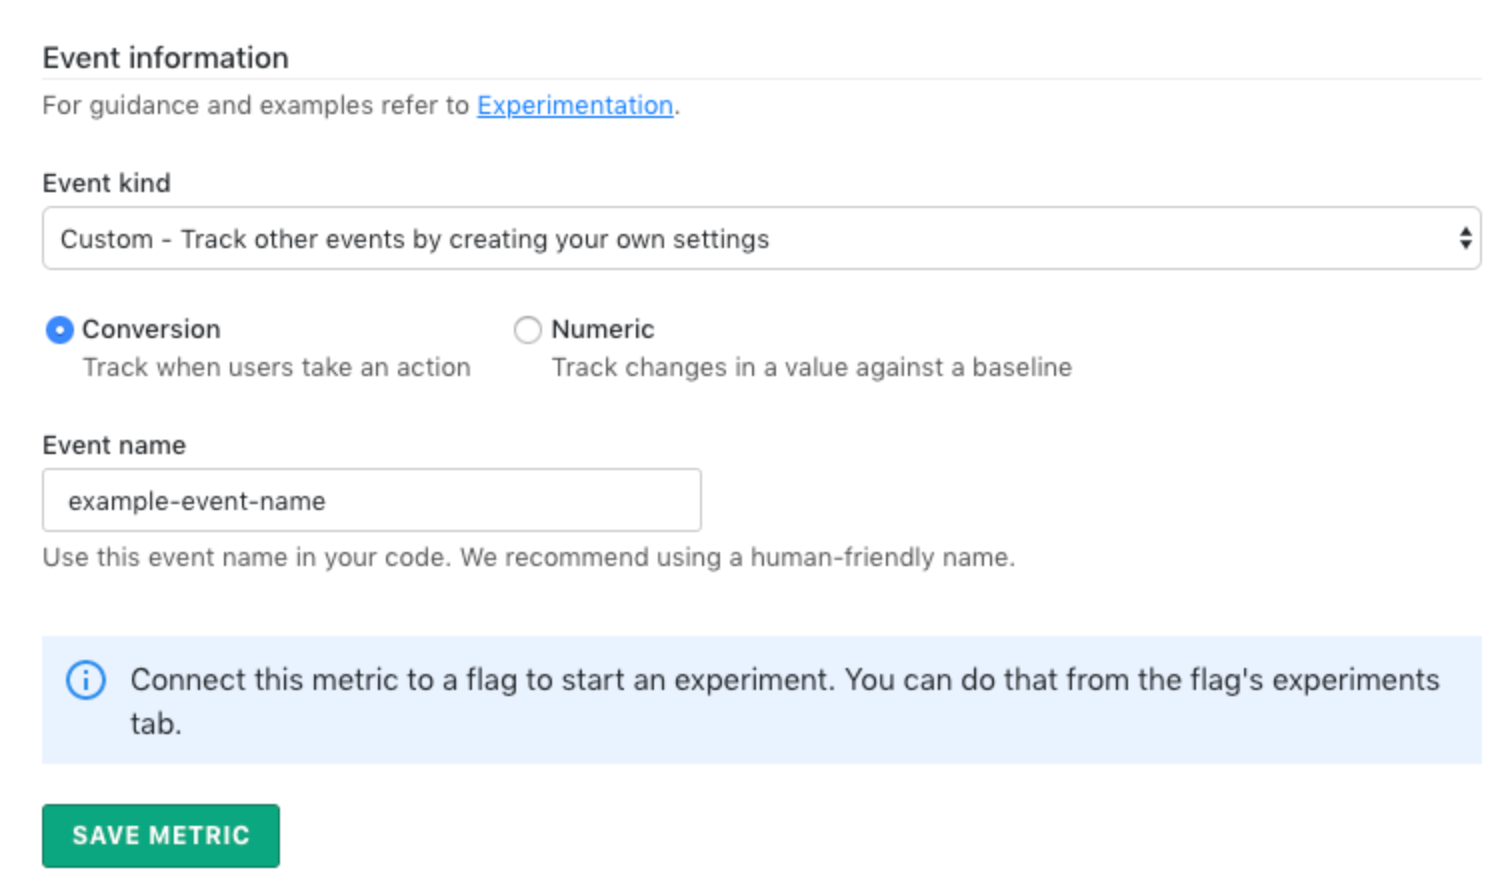 Event information
For guidance and examples refer to Experimentation.
Event kind
Custom - Track other events by creating your own settings
Conversion
Track when users take an action
Numeric
Track changes in a value against a baseline
Event name
example-event-name
Use this event name in your code. We recommend using a human-friendly name.
Connect this metric to a flag to start an experiment. You can do that from the flag's experiments
tab.
SAVE METRIC